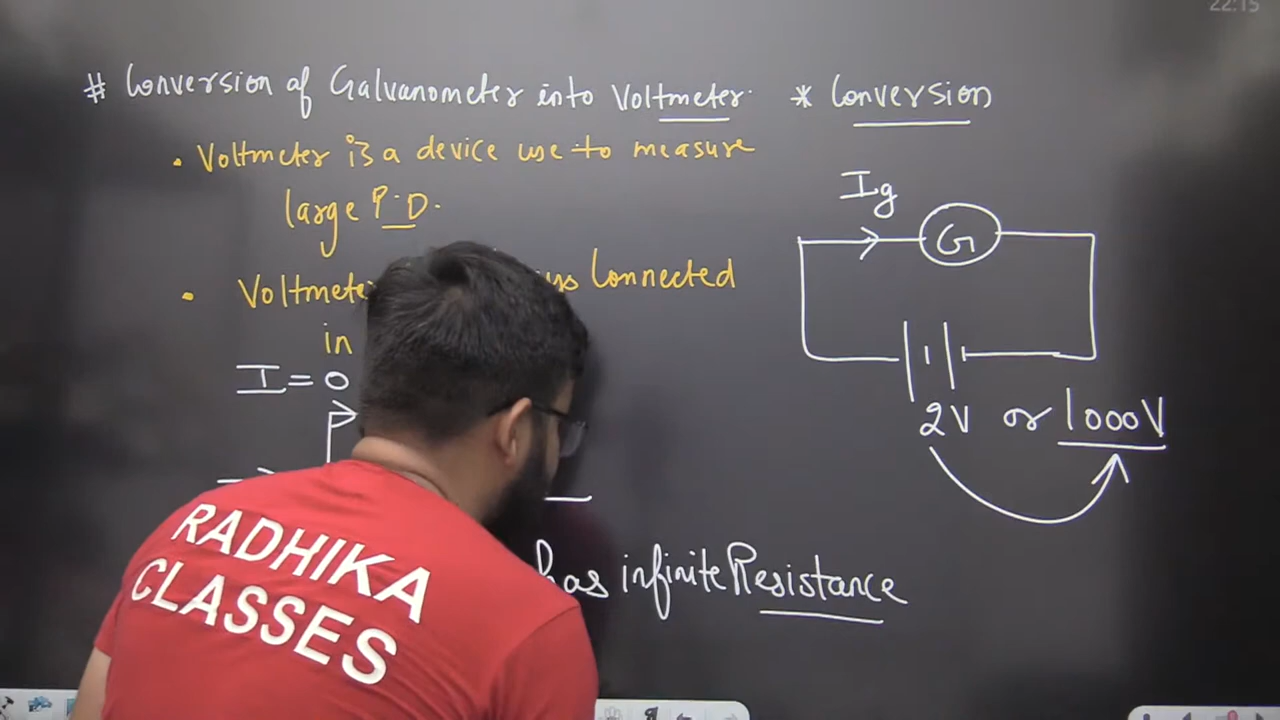 22:15
# Conversion of Galvanometer into Voltmeter.
• Voltmeter is a device use to measure
large P.D.
• Voltmete Connected
in
I = 0
has infinite Resistance
* Conversion
Ig
G
2V or 1000V
RADHIKA
CLASSES